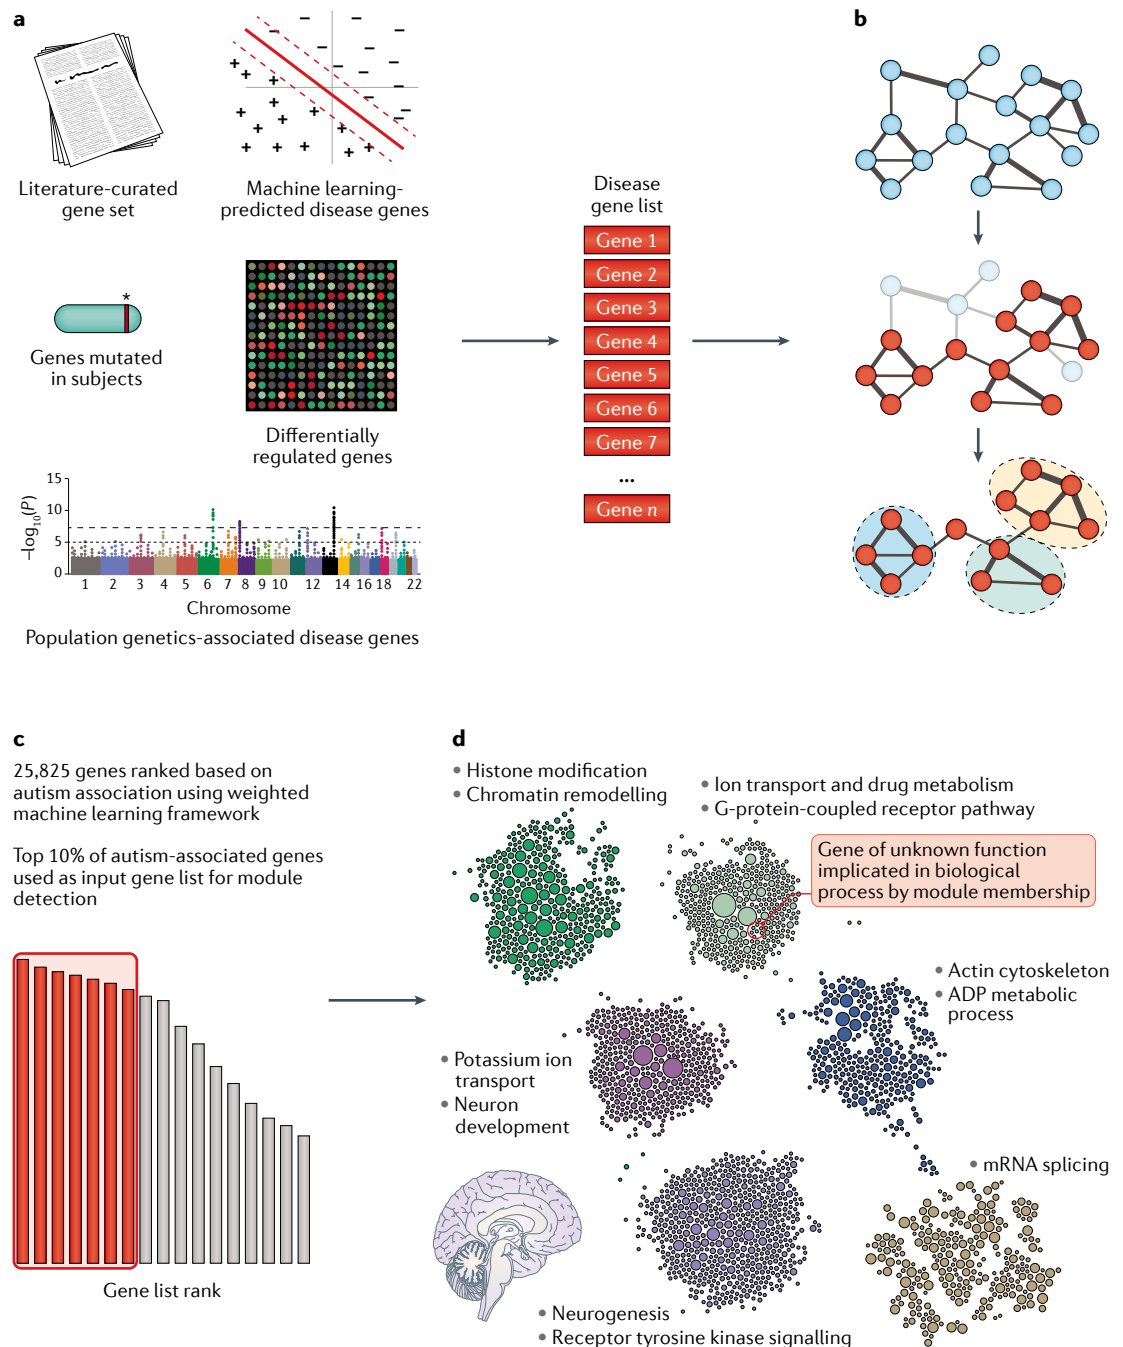 a
Literature-curated
gene set
Machine learning-
predicted disease genes
*
Genes mutated
in subjects
Differentially
regulated genes
15
10
5
0
–log10(P)
1
2
3
4
5
6
7
8
9
10
12
14
16
18
22
Chromosome
Population genetics-associated disease genes
Disease
gene list
Gene 1
Gene 2
Gene 3
Gene 4
Gene 5
Gene 6
Gene 7
...
Gene n
b
c
25,825 genes ranked based on
autism association using weighted
machine learning framework
Top 10% of autism-associated genes
used as input gene list for module
detection
Gene list rank
d
• Histone modification
• Chromatin remodelling
• Ion transport and drug metabolism
• G-protein-coupled receptor pathway
Gene of unknown function
implicated in biological
process by module membership
• Actin cytoskeleton
• ADP metabolic
process
• Potassium ion
transport
• Neuron
development
• mRNA splicing
• Neurogenesis
• Receptor tyrosine kinase signalling